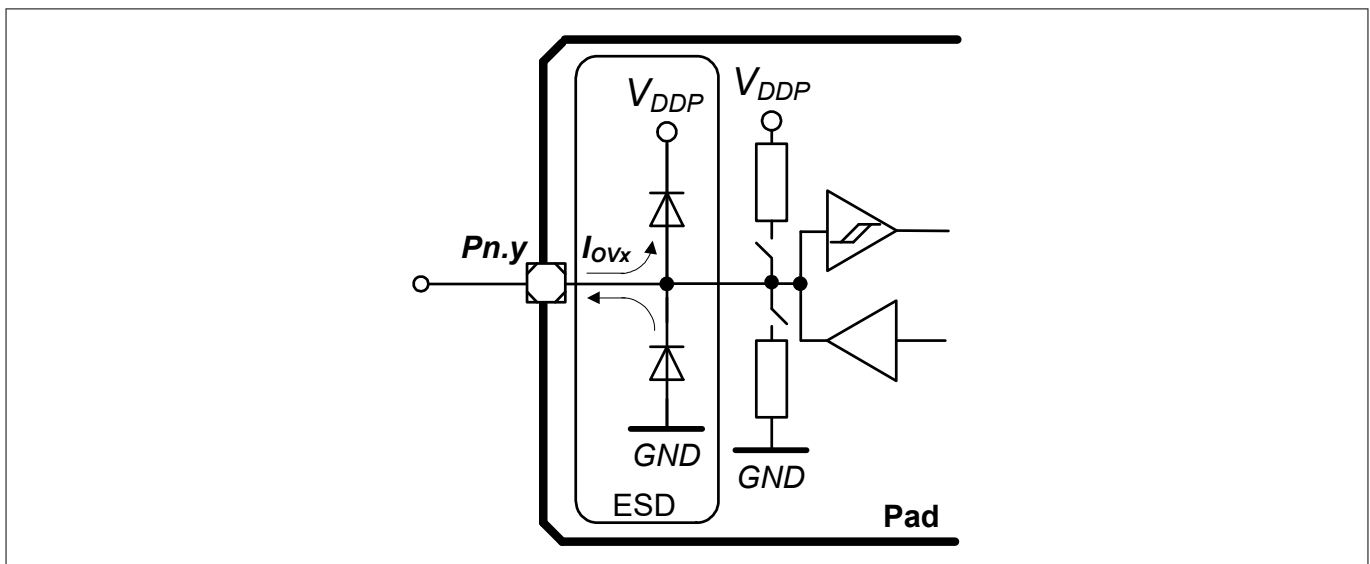 V_DDP
V_DDP
Pn.y
I_OVx
GND
GND
ESD
Pad